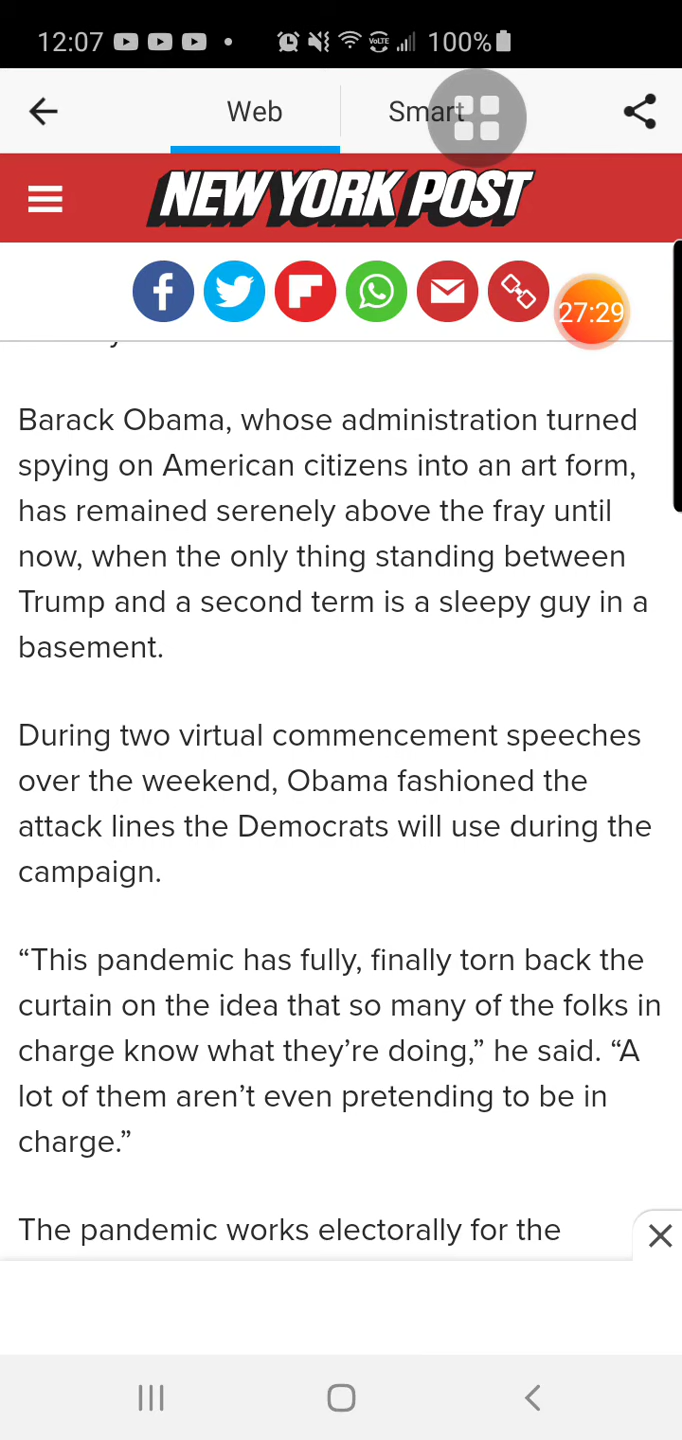 12:07 VoLTE 100%
Web Smart
NEW YORK POST
27:29
Barack Obama, whose administration turned
spying on American citizens into an art form,
has remained serenely above the fray until
now, when the only thing standing between
Trump and a second term is a sleepy guy in a
basement.
During two virtual commencement speeches
over the weekend, Obama fashioned the
attack lines the Democrats will use during the
campaign.
“This pandemic has fully, finally torn back the
curtain on the idea that so many of the folks in
charge know what they’re doing,” he said. “A
lot of them aren’t even pretending to be in
charge.”
The pandemic works electorally for the